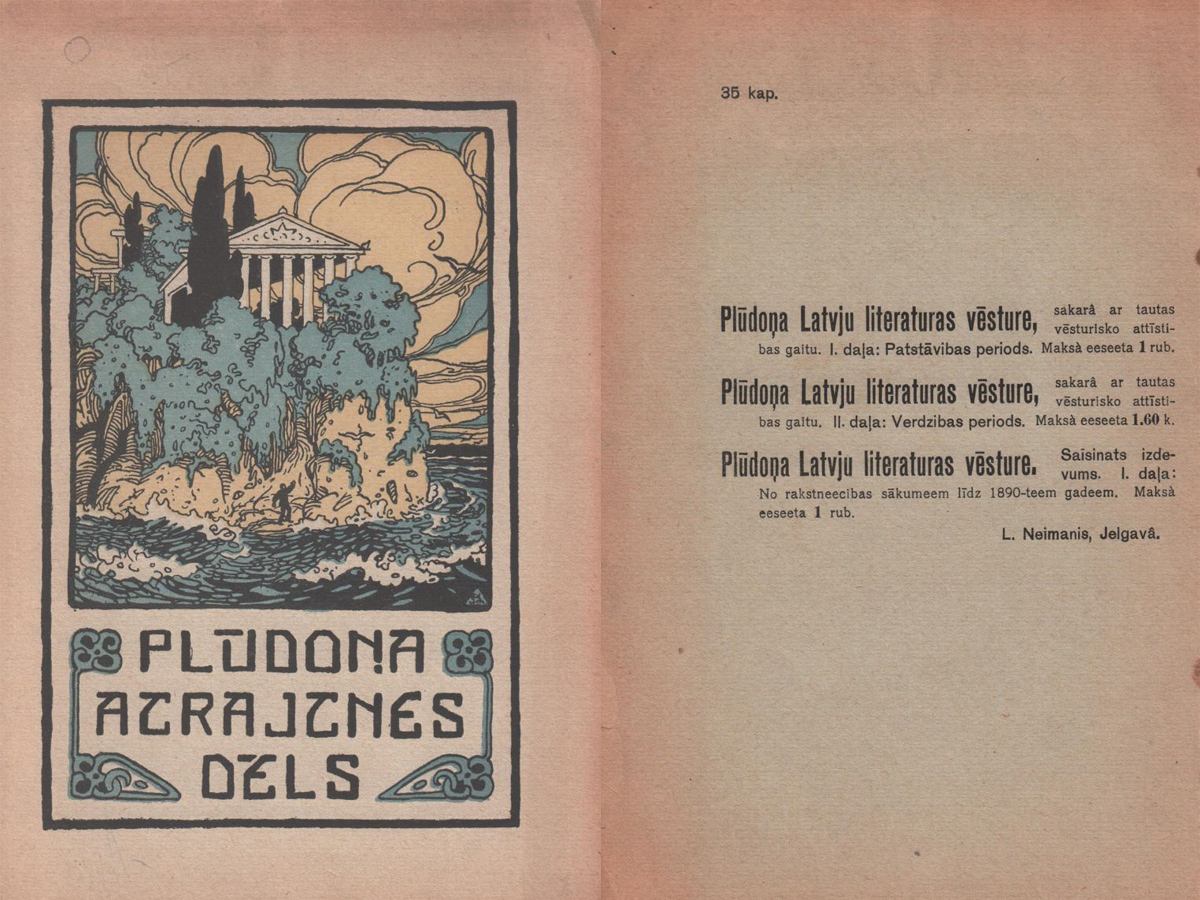 PLŪDOŅA
ATRAJTNES
DĒLS
35 kap.
Plūdoņa Latvju literaturas vēsture, sakarâ ar tautas
vēsturisko attīsti-
bas gaitu. I. daļa: Patstāvibas periods. Maksà eeseeta 1 rub.
Plūdoņa Latvju literaturas vēsture, sakarâ ar tautas
vēsturisko attīsti-
bas gaitu. II. daļa: Verdzibas periods. Maksà eeseeta 1.60 k.
Plūdoņa Latvju literaturas vēsture. Saisinats izde-
vums. I. daļa:
No rakstneecibas sākumeem līdz 1890-teem gadeem. Maksà
eeseeta 1 rub.
L. Neimanis, Jelgavâ.